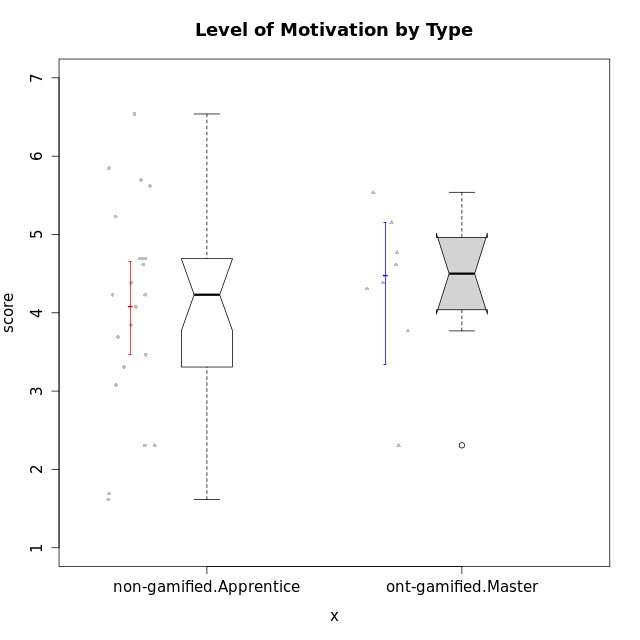 Level of Motivation by Type
7
6
5
4
3
2
1
score
non-gamified.Apprentice
ont-gamified.Master
x